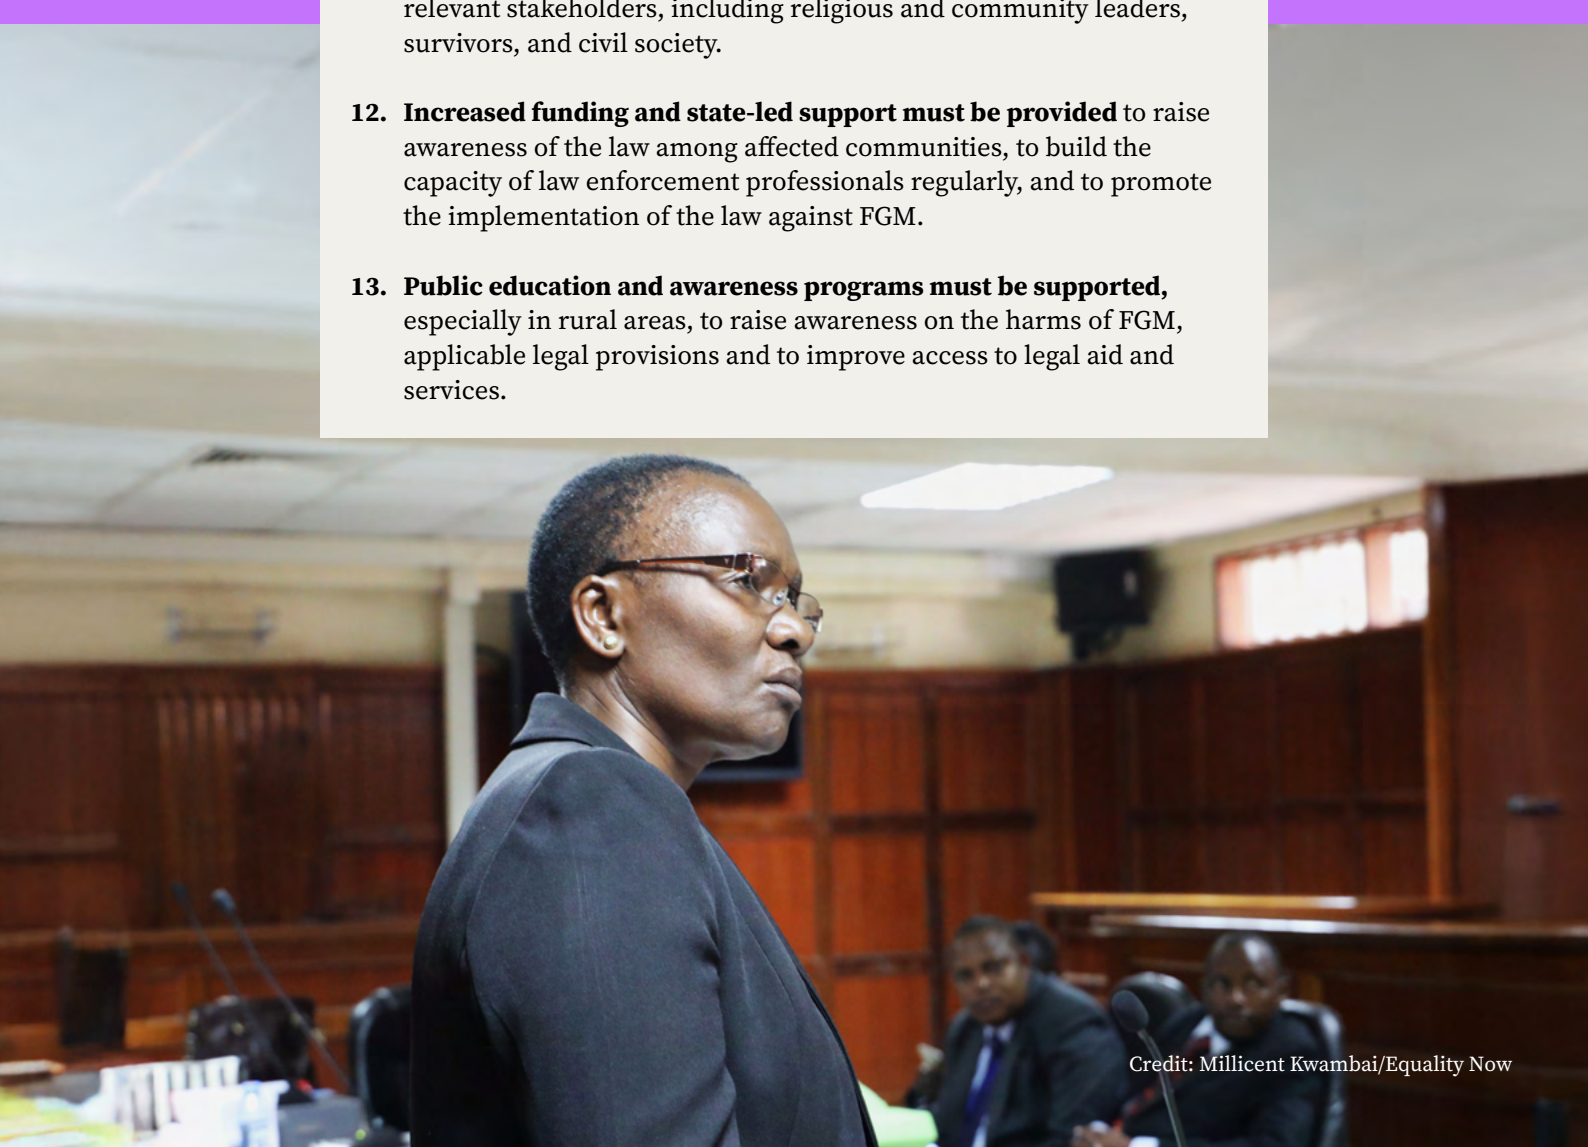 relevant stakeholders, including religious and community leaders,
survivors, and civil society.
12. Increased funding and state-led support must be provided to raise
awareness of the law among affected communities, to build the
capacity of law enforcement professionals regularly, and to promote
the implementation of the law against FGM.
13. Public education and awareness programs must be supported,
especially in rural areas, to raise awareness on the harms of FGM,
applicable legal provisions and to improve access to legal aid and
services.
Credit: Millicent Kwambai/Equality Now